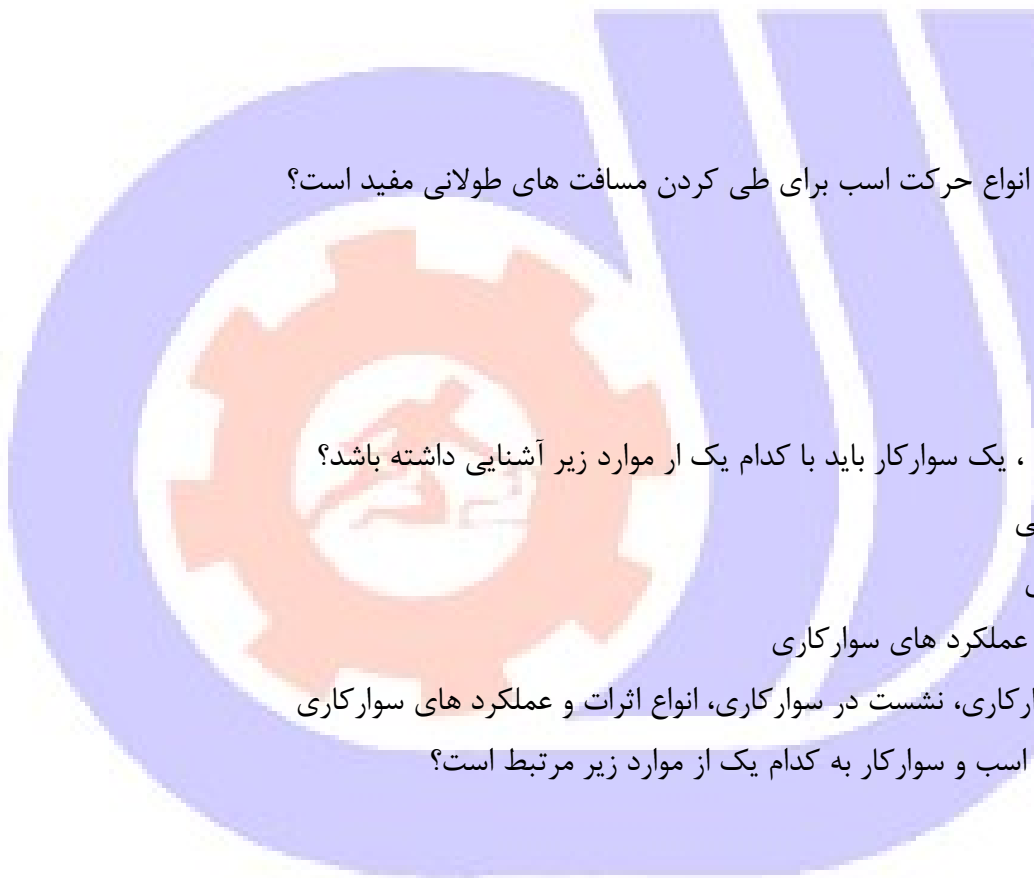 انواع حرکت اسب برای طی کردن مسافت های طولانی مفید است؟
، یک سوارکار باید با کدام یک ار موارد زیر آشنایی داشته باشد؟
عملکرد های سوارکاری
ارکاری، نشست در سوارکاری، انواع اثرات و عملکرد های سوارکاری
اسب و سوارکار به کدام یک از موارد زیر مرتبط است؟